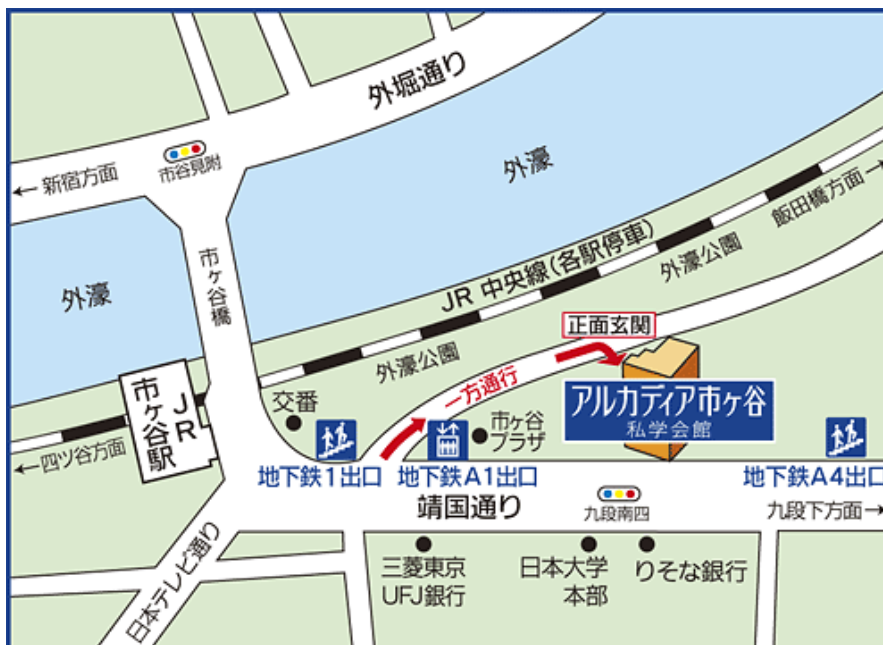 外堀通り
市谷見附
← 新宿方面
外濠
飯田橋方面→
外濠
市ヶ谷橋
JR 中央線(各駅停車)
外濠公園
正面玄関
外濠公園
一方通行
JR
市ヶ谷駅
交番
アルカディア市ヶ谷
私学会館
市ヶ谷
プラザ
←四ツ谷方面
地下鉄1出口
地下鉄A1出口
地下鉄A4出口
靖国通り
九段南四
九段下方面→
三菱東京
UFJ銀行
日本大学
本部
りそな銀行
日本テレビ通り